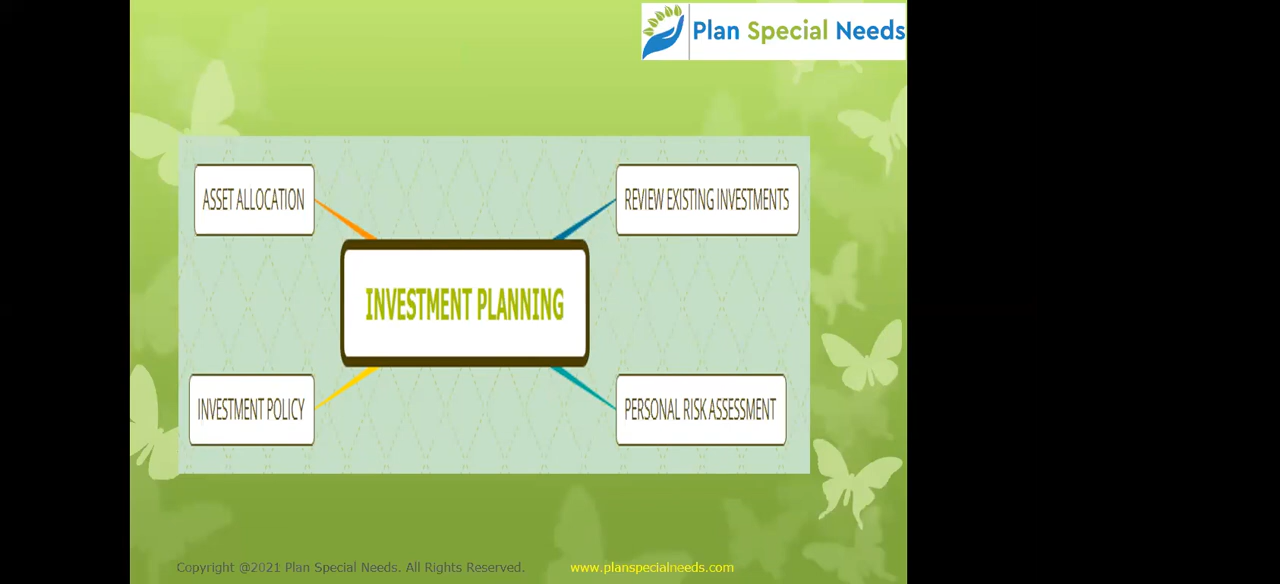 Plan Special Needs
ASSET ALLOCATION
REVIEW EXISTING INVESTMENTS
INVESTMENT PLANNING
INVESTMENT POLICY
PERSONAL RISK ASSESSMENT
Copyright @2021 Plan Special Needs. All Rights Reserved. www.planspecialneeds.com